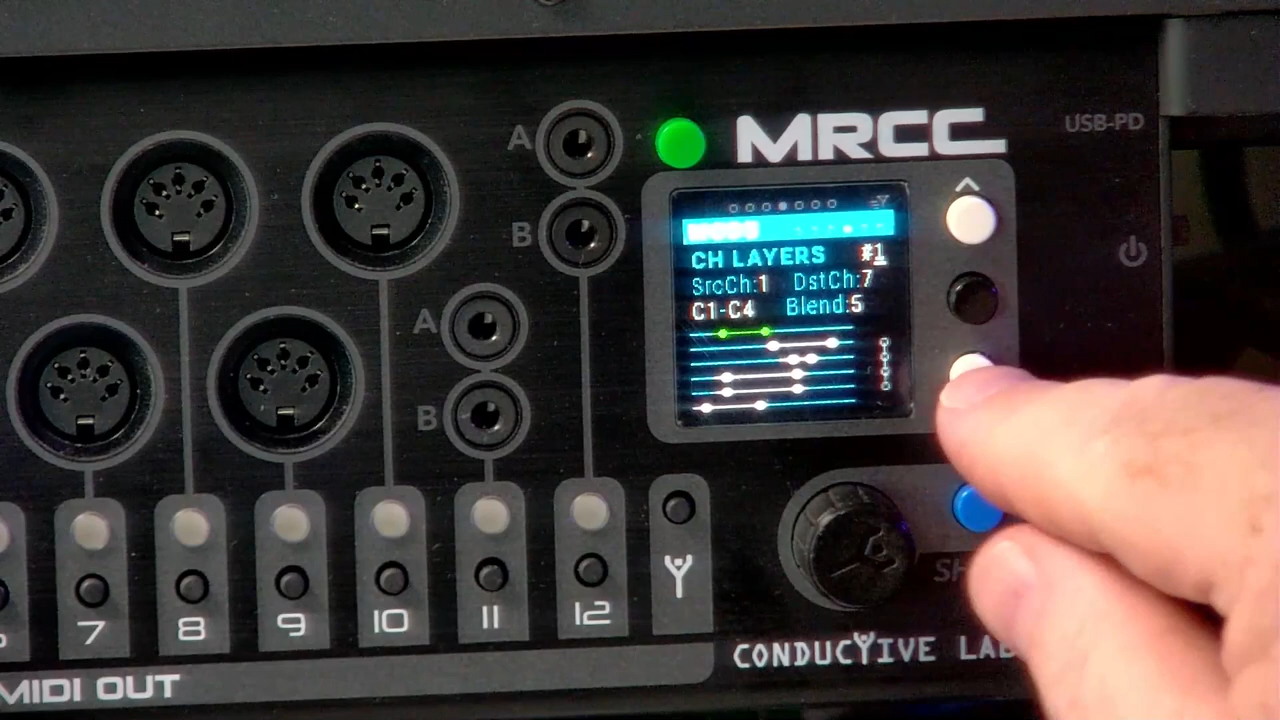 A
MRCC
USB-PD
B
CH LAYERS #1
SrcCh:1 DstCh:7
C1-C4 Blend:5
A
B
7
8
9
10
11
12
MIDI OUT
CONDUCTIVE